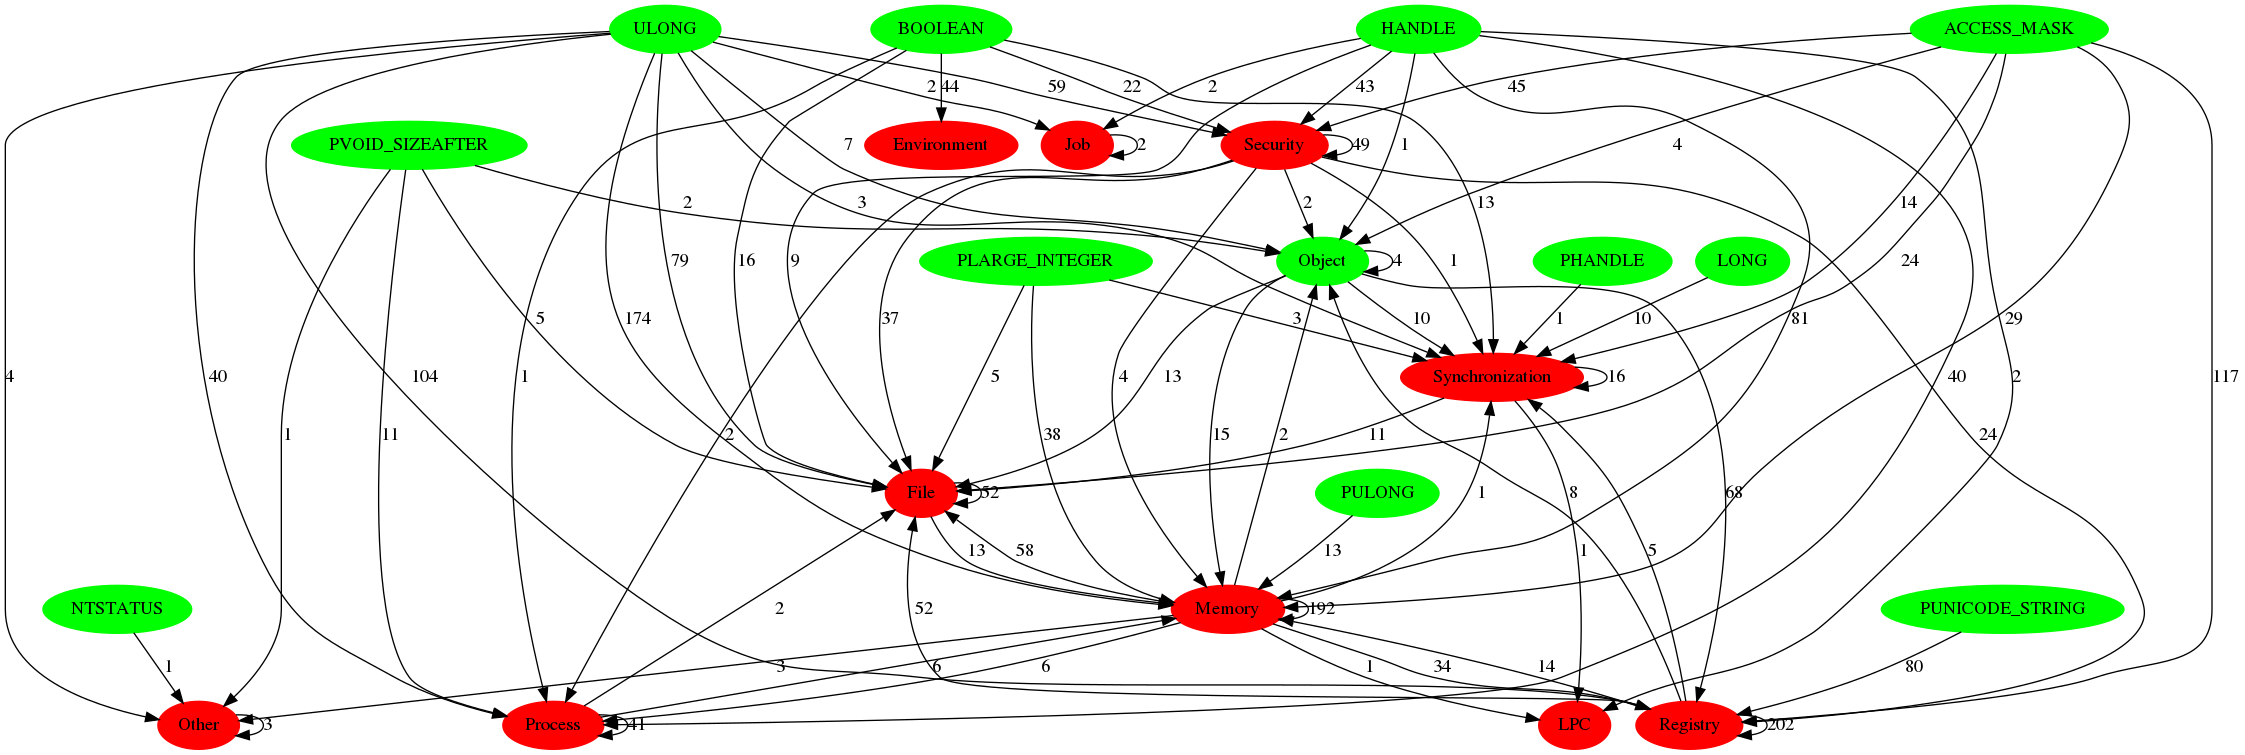 ULONG BOOLEAN HANDLE ACCESS_MASK
2 44 59 22 2 43 45
PVOID_SIZEAFTER Environment Job 2 Security 49 7 1 4
2 3 13 14
PLARGE_INTEGER Object 4 PHANDLE LONG
79 16 9 2 1 24
5 174 37 3 10 1 10 81 29
4 40 104 1 5 4 13 Synchronization 16 40 2 117
1 11 2 38 15 2 11 24
File 52 PULONG 1 8 68
13 58 13 1 5
NTSTATUS 2 52 Memory 192 PUNICODE_STRING
1 3 6 6 1 34 14 80
Other 3 Process 41 LPC Registry 202